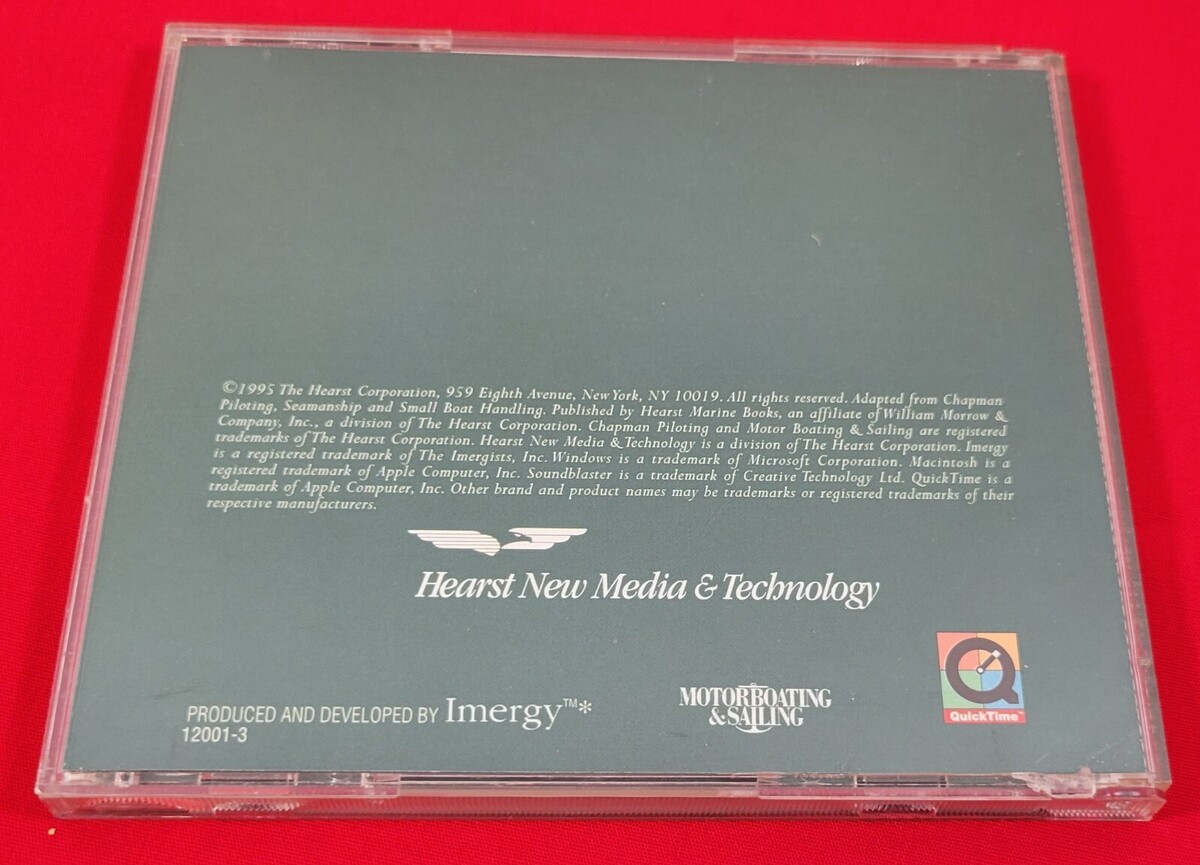 ©1995 The Hearst Corporation, 959 Eighth Avenue, New York, NY 10019. All rights reserved. Adapted from Chapman
Piloting, Seamanship and Small Boat Handling. Published by Hearst Marine Books, an affiliate of William Morrow &
Company, Inc., a division of The Hearst Corporation. Chapman Piloting and Motor Boating & Sailing are registered
trademarks of The Hearst Corporation. Hearst New Media & Technology is a division of The Hearst Corporation. Imergy
is a registered trademark of The Imergists, Inc. Windows is a trademark of Microsoft Corporation. Macintosh is a
registered trademark of Apple Computer, Inc. Soundblaster is a trademark of Creative Technology Ltd. QuickTime is a
trademark of Apple Computer, Inc. Other brand and product names may be trademarks or registered trademarks of their
respective manufacturers.
Hearst New Media & Technology
PRODUCED AND DEVELOPED BY Imergy™*
12001-3
MOTORBOATING
& SAILING
QuickTime™